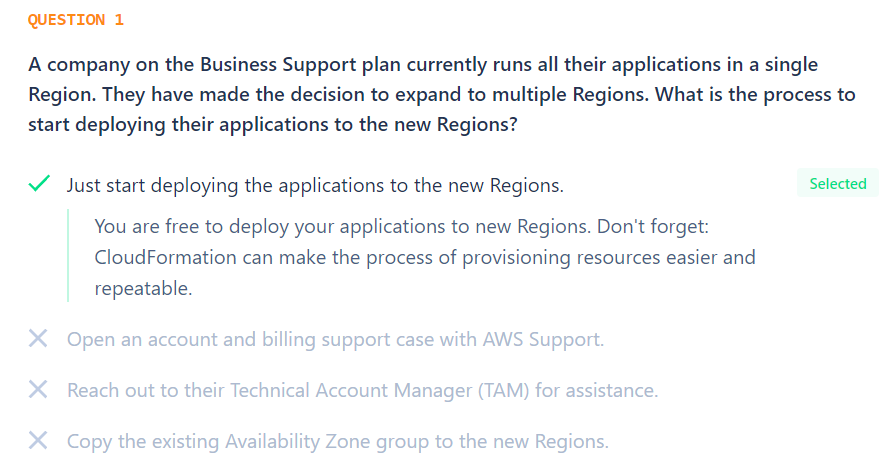 QUESTION 1
A company on the Business Support plan currently runs all their applications in a single
Region. They have made the decision to expand to multiple Regions. What is the process to
start deploying their applications to the new Regions?
Just start deploying the applications to the new Regions.
Selected
You are free to deploy your applications to new Regions. Don't forget:
CloudFormation can make the process of provisioning resources easier and
repeatable.
Open an account and billing support case with AWS Support.
Reach out to their Technical Account Manager (TAM) for assistance.
Copy the existing Availability Zone group to the new Regions.